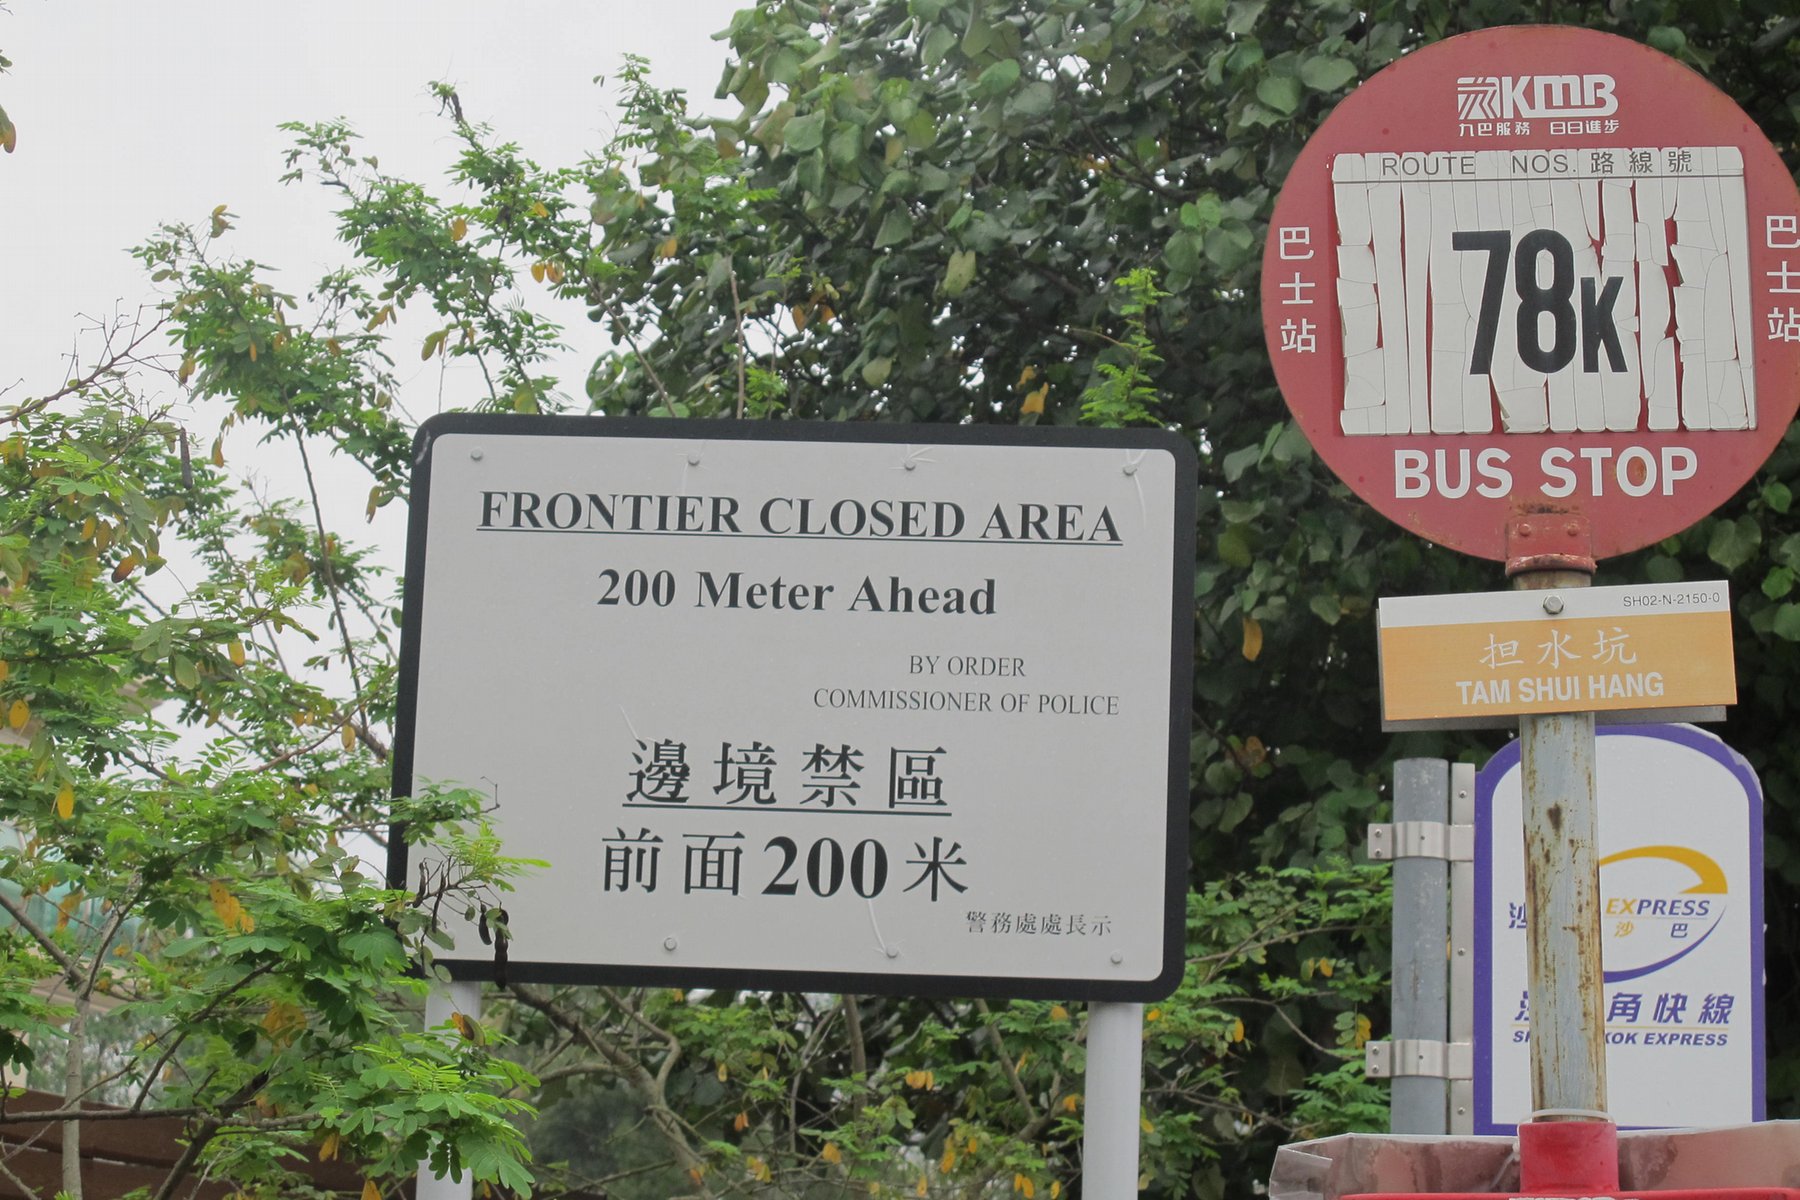 FRONTIER CLOSED AREA
200 Meter Ahead
BY ORDER
COMMISSIONER OF POLICE
邊境禁區
前面200米
警務處處長示
KMB
九巴服務 日日進步
ROUTE NOS. 路線號
78K
巴士站
巴士站
BUS STOP
SH02-N-2150-0
担水坑
TAM SHUI HANG
EXPRESS
沙 巴
角快線
KOK EXPRESS